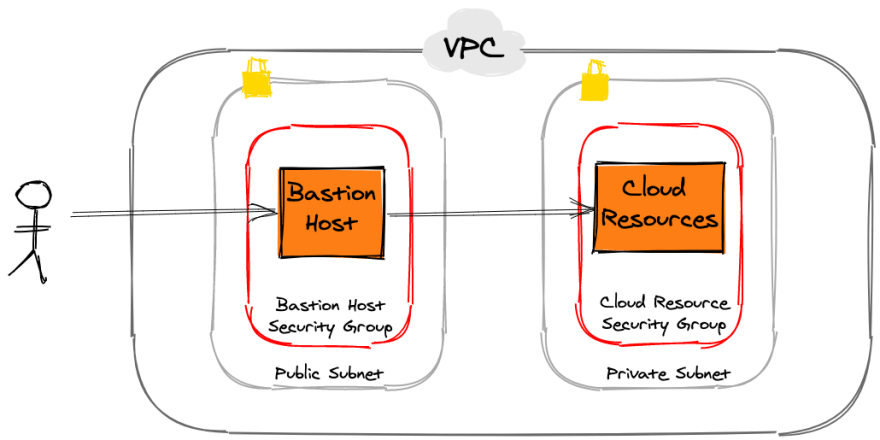 VPC
Bastion
Host
Cloud
Resources
Bastion Host
Security Group
Cloud Resource
Security Group
Public Subnet
Private Subnet